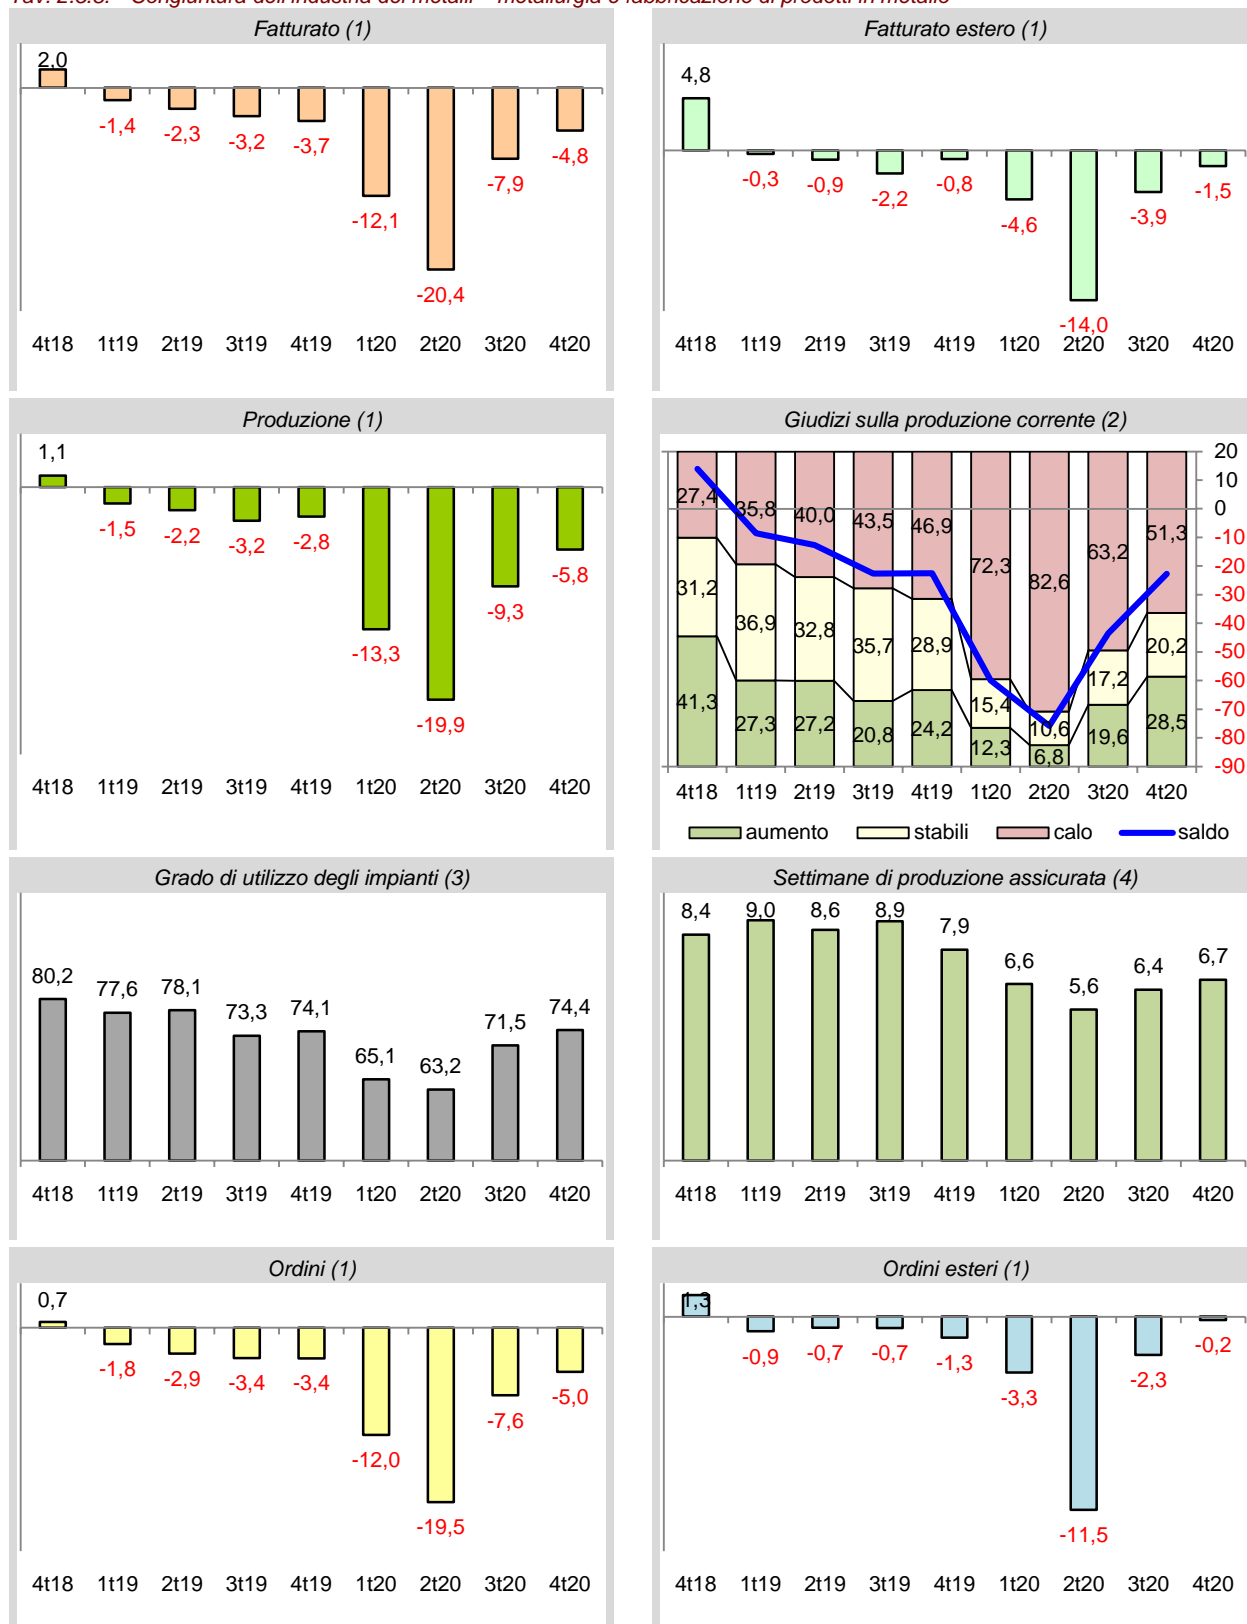 Fatturato (1)
2,0
-1,4 -2,3 -3,2 -3,7 -12,1 -20,4 -7,9 -4,8
4t18 1t19 2t19 3t19 4t19 1t20 2t20 3t20 4t20
Fatturato estero (1)
4,8
-0,3 -0,9 -2,2 -0,8 -4,6 -14,0 -3,9 -1,5
4t18 1t19 2t19 3t19 4t19 1t20 2t20 3t20 4t20
Produzione (1)
1,1
-1,5 -2,2 -3,2 -2,8 -13,3 -19,9 -9,3 -5,8
4t18 1t19 2t19 3t19 4t19 1t20 2t20 3t20 4t20
Giudizi sulla produzione corrente (2)
27,4 35,8 40,0 43,5 46,9 72,3 82,6 63,2 51,3
31,2 36,9 32,8 35,7 28,9 15,4 10,6 17,2 20,2
41,3 27,3 27,2 20,8 24,2 12,3 6,8 19,6 28,5
20
10
0
-10
-20
-30
-40
-50
-60
-70
-80
-90
4t18 1t19 2t19 3t19 4t19 1t20 2t20 3t20 4t20
aumento stabili calo saldo
Grado di utilizzo degli impianti (3)
80,2 77,6 78,1 73,3 74,1 65,1 63,2 71,5 74,4
4t18 1t19 2t19 3t19 4t19 1t20 2t20 3t20 4t20
Settimane di produzione assicurata (4)
8,4 9,0 8,6 8,9 7,9 6,6 5,6 6,4 6,7
4t18 1t19 2t19 3t19 4t19 1t20 2t20 3t20 4t20
Ordini (1)
0,7
-1,8 -2,9 -3,4 -3,4 -12,0 -19,5 -7,6 -5,0
4t18 1t19 2t19 3t19 4t19 1t20 2t20 3t20 4t20
Ordini esteri (1)
1,3
-0,9 -0,7 -0,7 -1,3 -3,3 -11,5 -2,3 -0,2
4t18 1t19 2t19 3t19 4t19 1t20 2t20 3t20 4t20